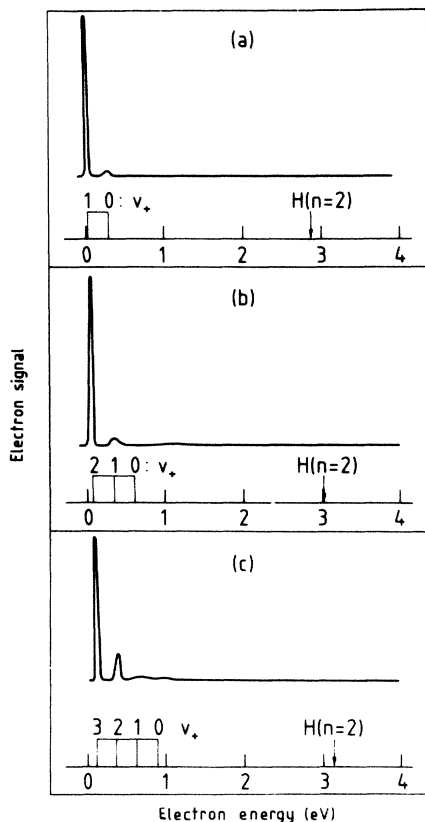 (a)
1 0 : v+
H(n=2)
0 1 2 3 4
(b)
2 1 0 : v+
H(n=2)
0 1 2 3 4
(c)
3 2 1 0 v+
H(n=2)
0 1 2 3 4
Electron signal
Electron energy (eV)